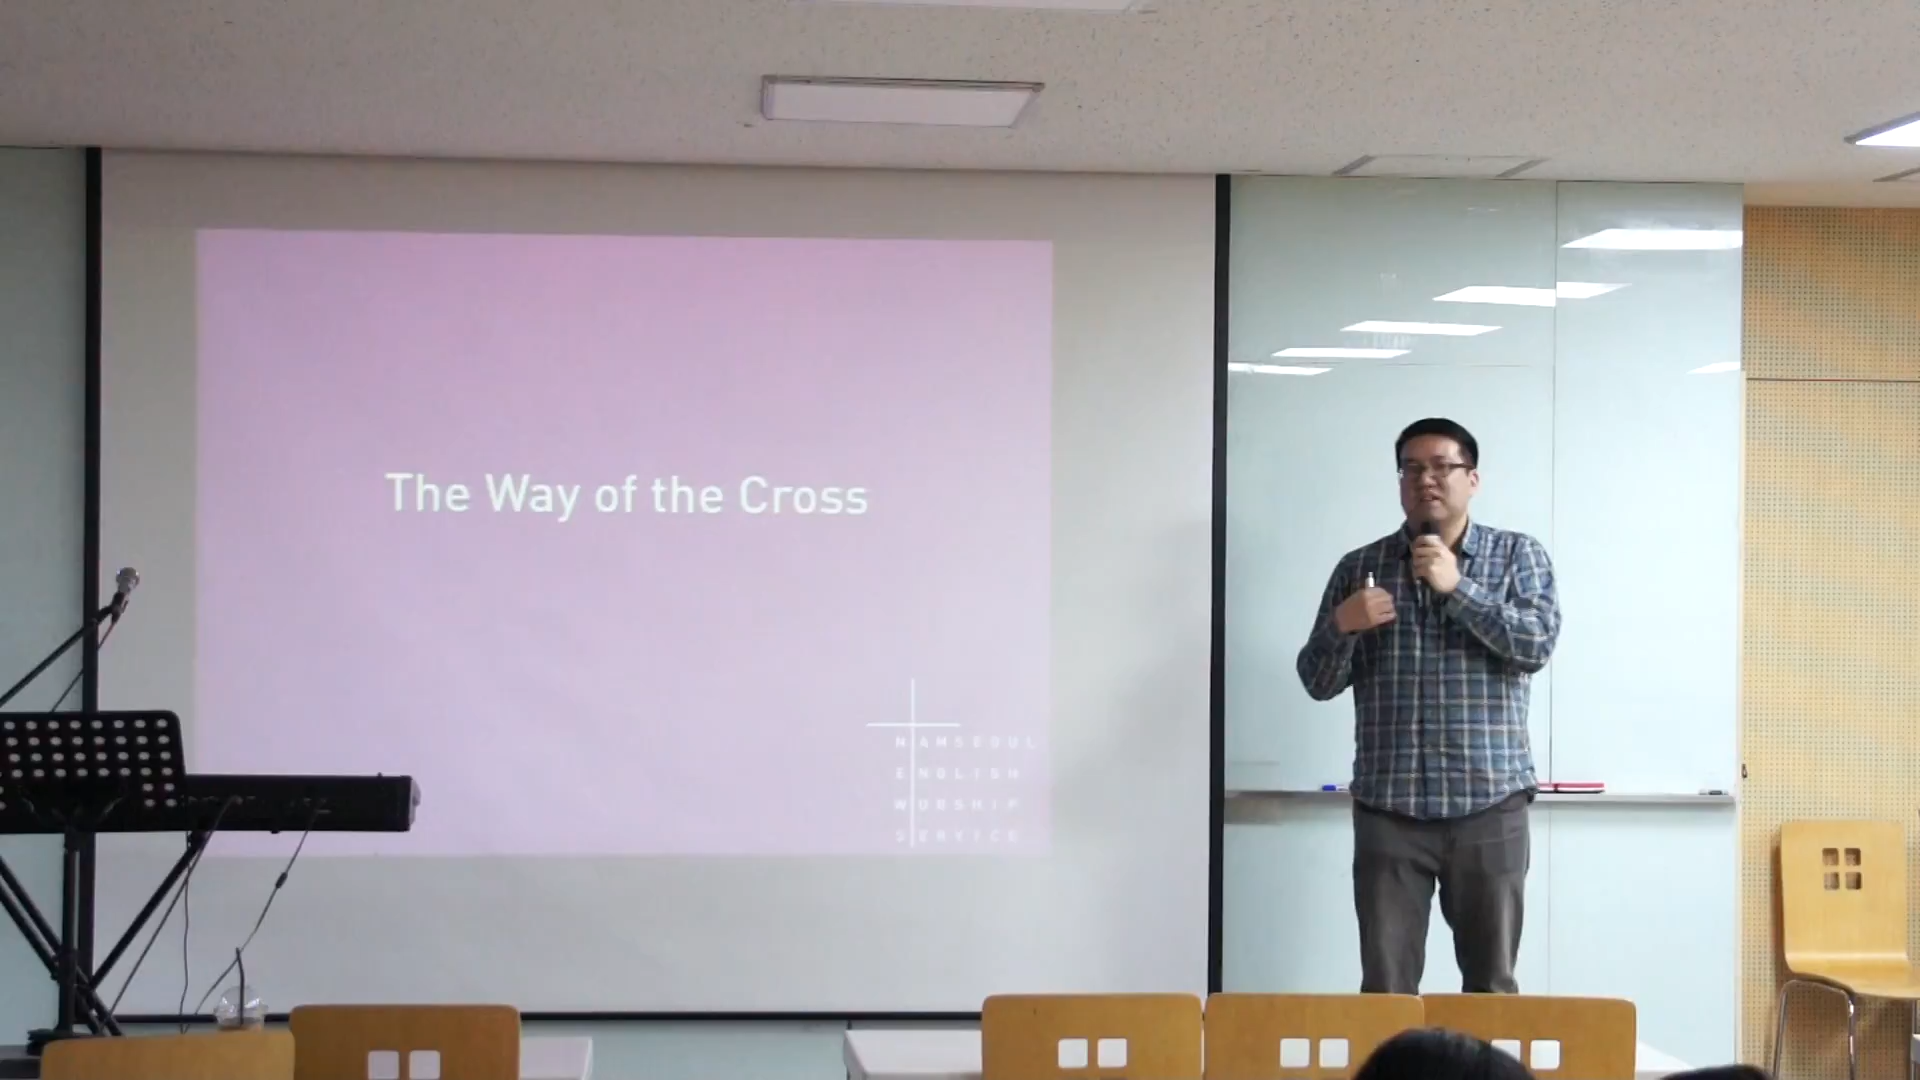 The Way of the Cross
NAMSEOUL
ENGLISH
WORSHIP
SERVICE